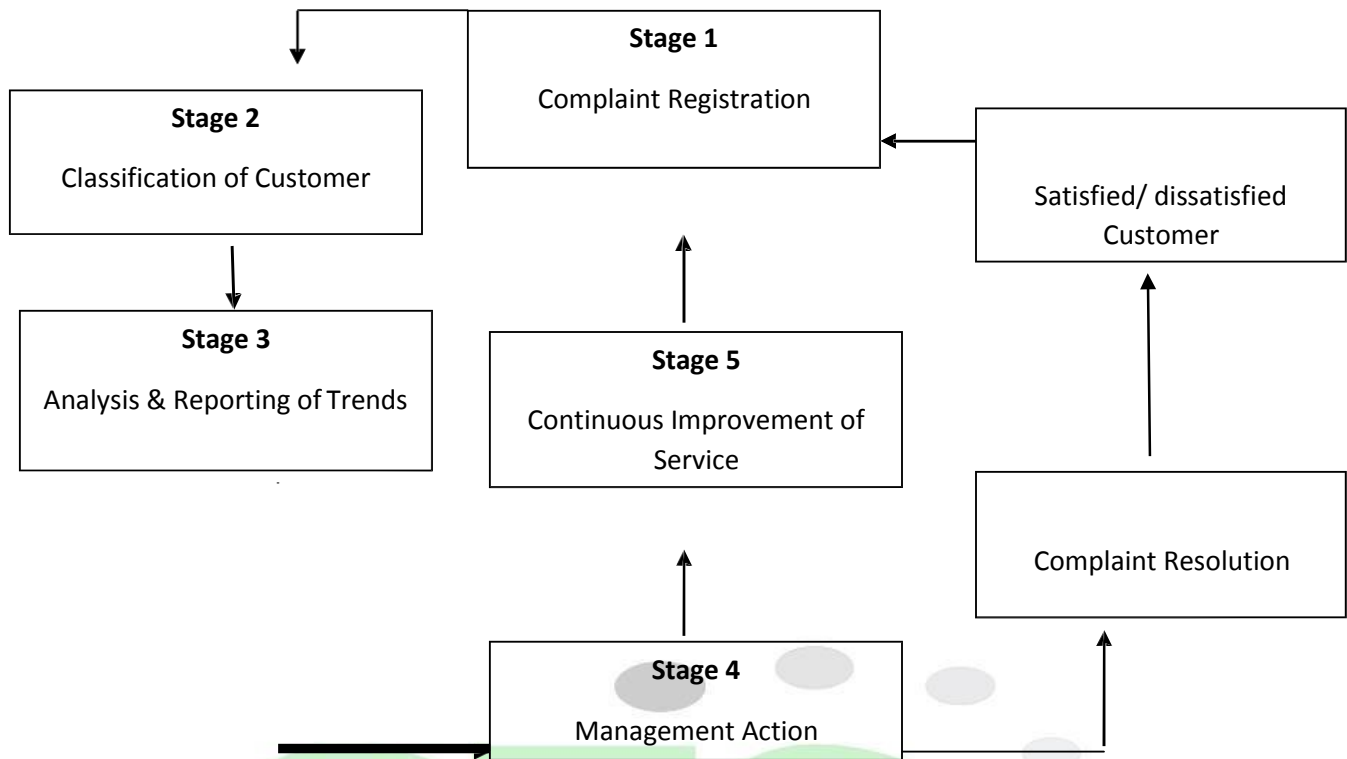 Stage 1
Complaint Registration
Stage 2
Classification of Customer
Satisfied/ dissatisfied
Customer
Stage 3
Analysis & Reporting of Trends
Stage 5
Continuous Improvement of
Service
Complaint Resolution
Stage 4
Management Action